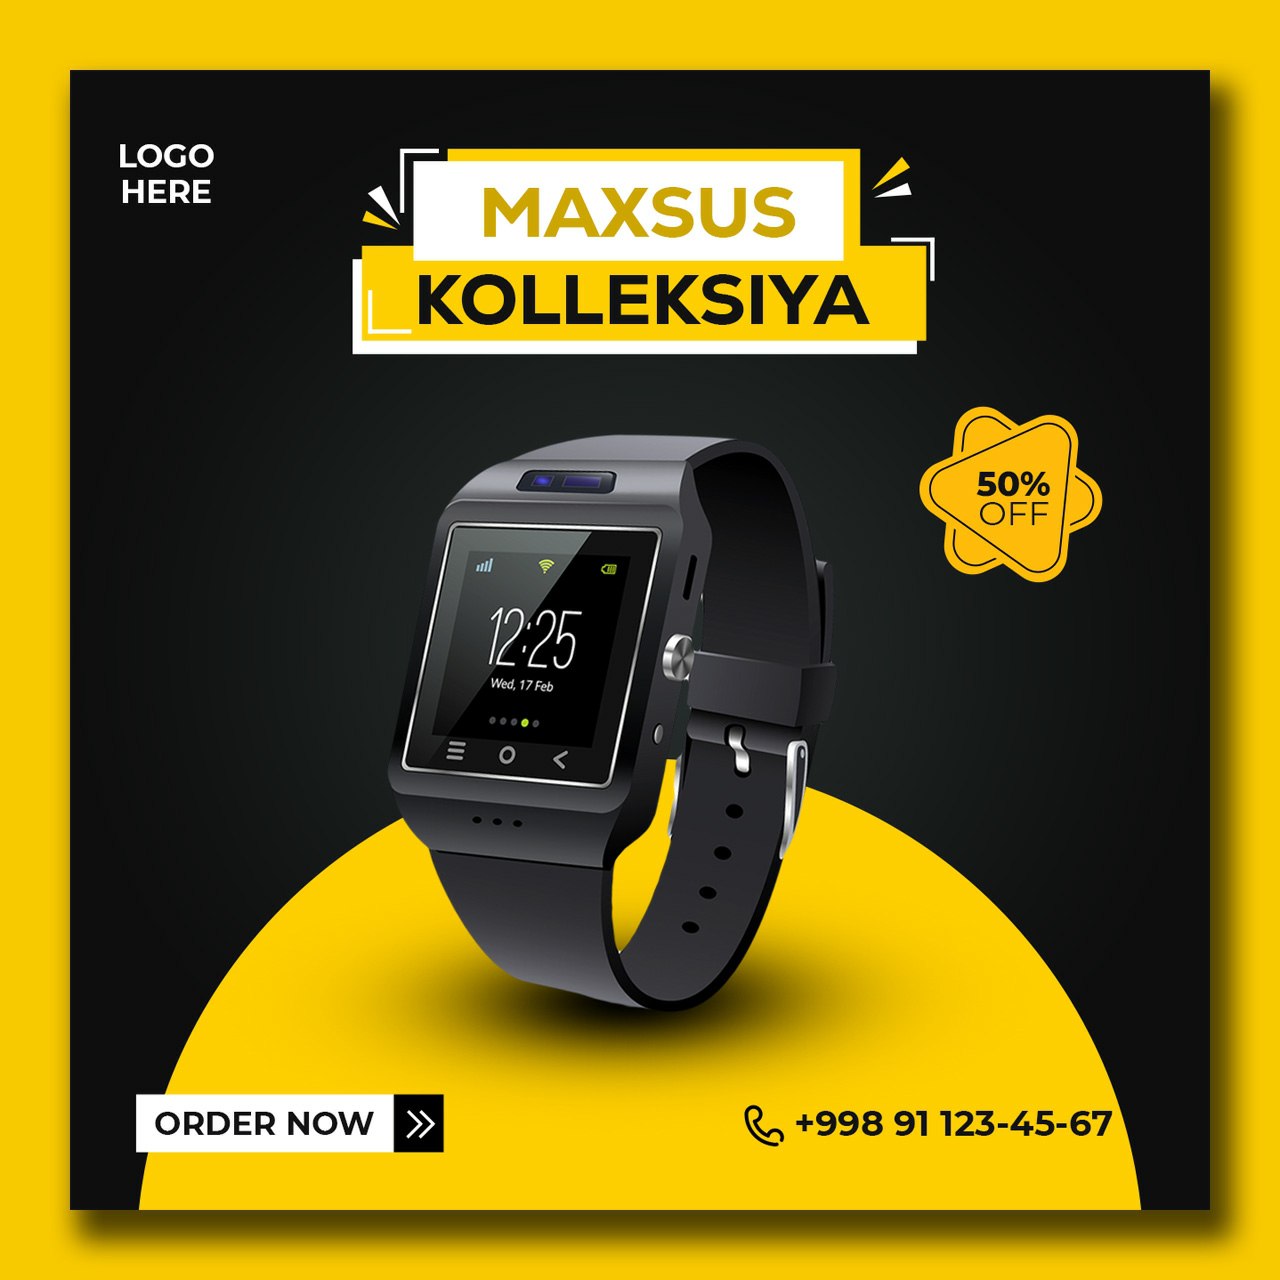 LOGO
HERE
MAXSUS
KOLLEKSIYA
50%
OFF
12:25
Wed, 17 Feb
ORDER NOW
+998 91 123-45-67